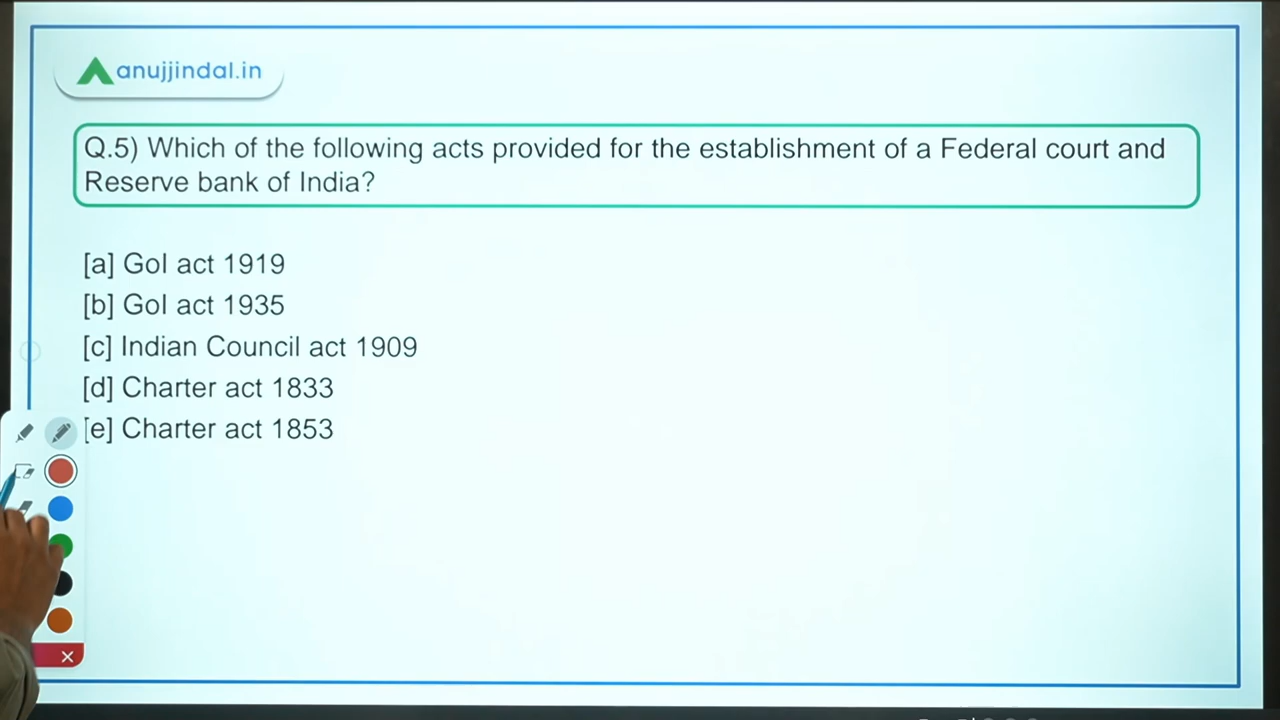 anujjindal.in
Q.5) Which of the following acts provided for the establishment of a Federal court and
Reserve bank of India?
[a] GoI act 1919
[b] GoI act 1935
[c] Indian Council act 1909
[d] Charter act 1833
[e] Charter act 1853